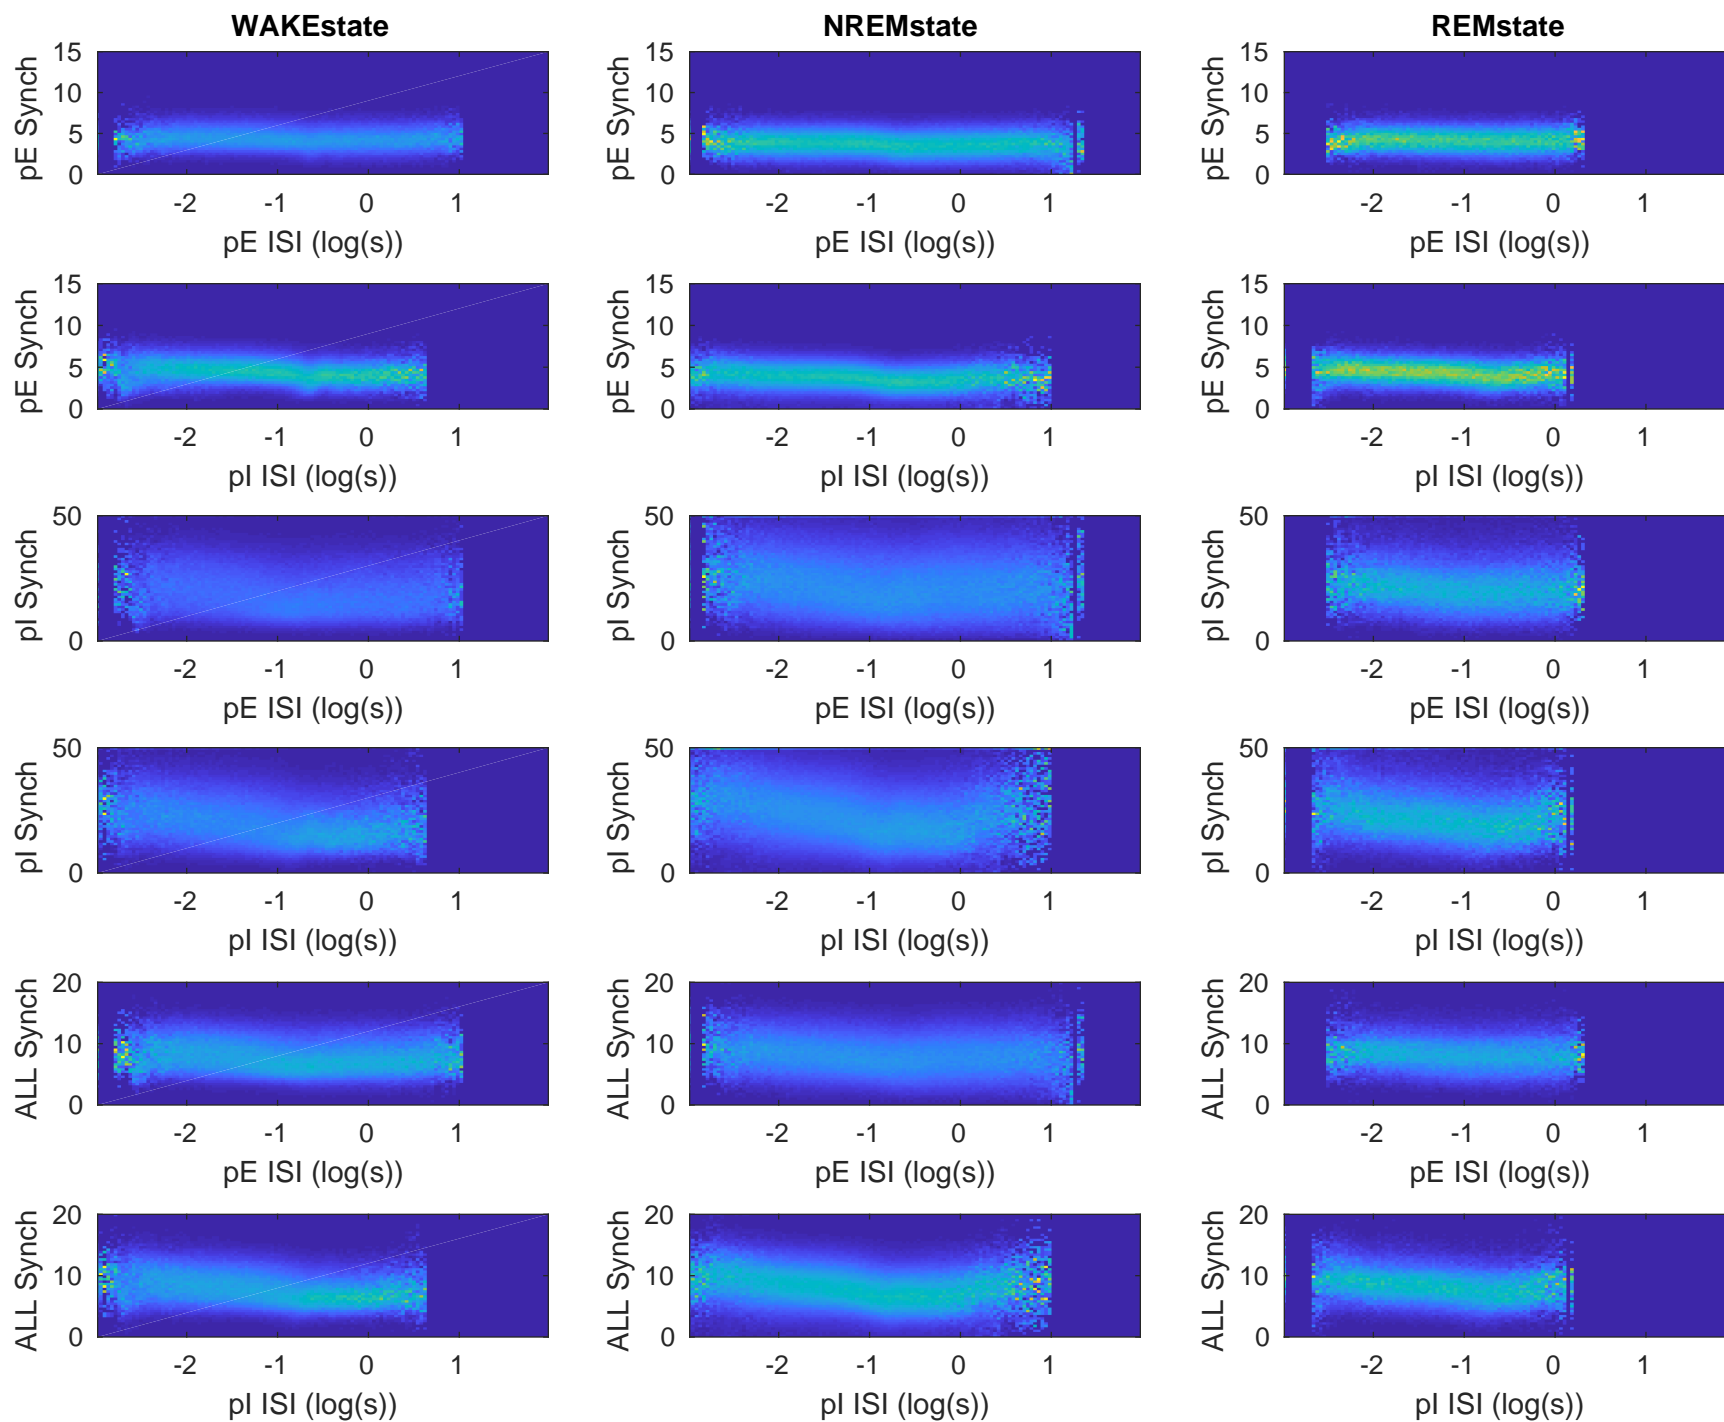 WAKEstate NREMstate REMstate
15 15 15
10 10 10
5 5 5
0 0 0
pE Synch pE Synch pE Synch
-2 -1 0 1 -2 -1 0 1 -2 -1 0 1
pE ISI (log(s)) pE ISI (log(s)) pE ISI (log(s))
15 15 15
10 10 10
5 5 5
0 0 0
pE Synch pE Synch pE Synch
-2 -1 0 1 -2 -1 0 1 -2 -1 0 1
pI ISI (log(s)) pI ISI (log(s)) pI ISI (log(s))
50 50 50
0 0 0
pI Synch pI Synch pI Synch
-2 -1 0 1 -2 -1 0 1 -2 -1 0 1
pE ISI (log(s)) pE ISI (log(s)) pE ISI (log(s))
50 50 50
0 0 0
pI Synch pI Synch pI Synch
-2 -1 0 1 -2 -1 0 1 -2 -1 0 1
pI ISI (log(s)) pI ISI (log(s)) pI ISI (log(s))
20 20 20
10 10 10
0 0 0
ALL Synch ALL Synch ALL Synch
-2 -1 0 1 -2 -1 0 1 -2 -1 0 1
pE ISI (log(s)) pE ISI (log(s)) pE ISI (log(s))
20 20 20
10 10 10
0 0 0
ALL Synch ALL Synch ALL Synch
-2 -1 0 1 -2 -1 0 1 -2 -1 0 1
pI ISI (log(s)) pI ISI (log(s)) pI ISI (log(s))